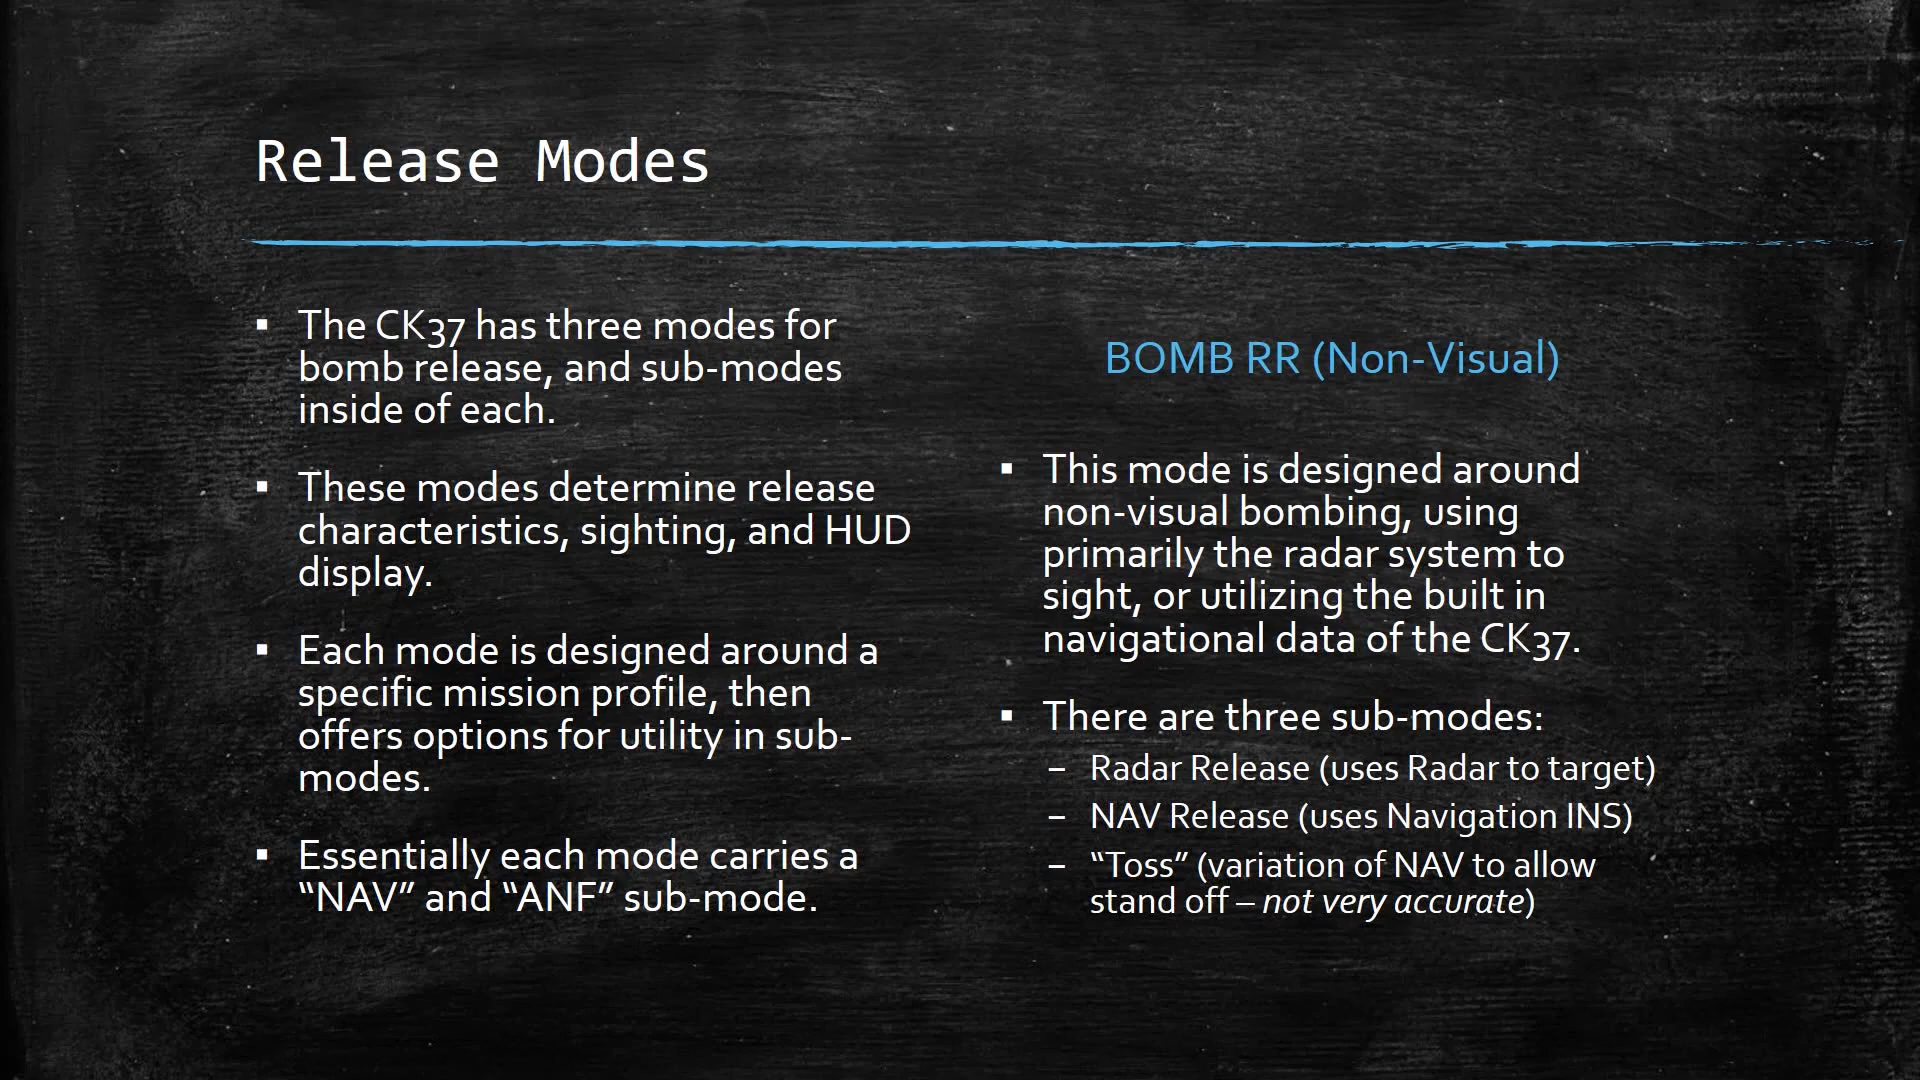 Release Modes
▪ The CK37 has three modes for
bomb release, and sub-modes
inside of each.
▪ These modes determine release
characteristics, sighting, and HUD
display.
▪ Each mode is designed around a
specific mission profile, then
offers options for utility in sub-
modes.
▪ Essentially each mode carries a
“NAV” and “ANF” sub-mode.
BOMB RR (Non-Visual)
▪ This mode is designed around
non-visual bombing, using
primarily the radar system to
sight, or utilizing the built in
navigational data of the CK37.
▪ There are three sub-modes:
– Radar Release (uses Radar to target)
– NAV Release (uses Navigation INS)
– “Toss” (variation of NAV to allow
stand off – not very accurate)